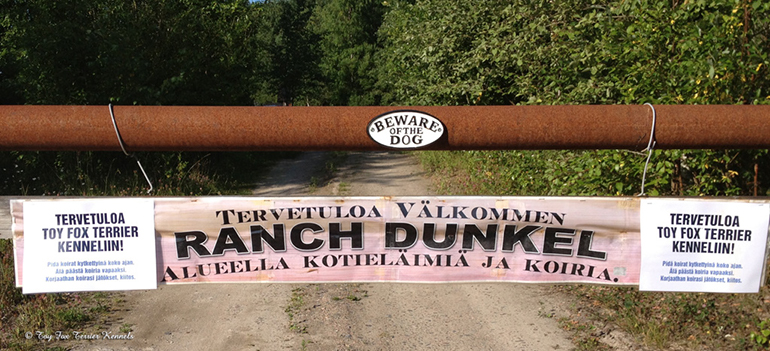 BEWARE
OF THE
DOG
TERVETULOA
TOY FOX TERRIER
KENNELIIN!
Pidä koirat kytkettyinä koko ajan.
Älä päästä koiria vapaaksi.
Korjaathan koirasi jälökset, kiitos.
TERVETULOA VÄLKOMMEN
RANCH DUNKEL
ALUEELLA KOTIELÄIMIÄ JA KOIRIA.
TERVETULOA
TOY FOX TERRIER
KENNELIIN!
Pidä koirat kytkettyinä koko ajan.
Älä päästä koiria vapaaksi.
Korjaathan koirasi jälökset, kiitos.
© Toy Fox Terrier Kennels